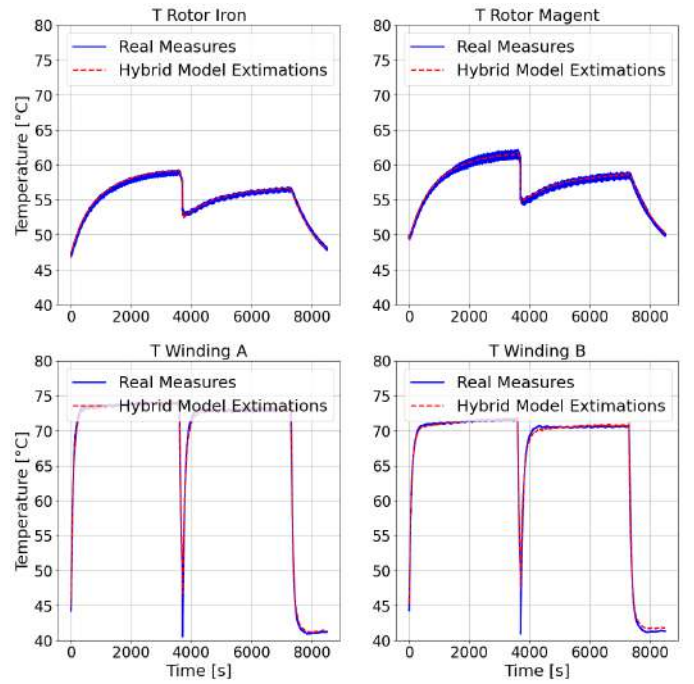 T Rotor Iron
80
75
70
65
60
55
50
45
40
Temperature [°C]
Real Measures
Hybrid Model Extimations
0 2000 4000 6000 8000
T Rotor Magent
80
75
70
65
60
55
50
45
40
Real Measures
Hybrid Model Extimations
0 2000 4000 6000 8000
T Winding A
80
75
70
65
60
55
50
45
40
Temperature [°C]
Real Measures
Hybrid Model Extimations
0 2000 4000 6000 8000
Time [s]
T Winding B
80
75
70
65
60
55
50
45
40
Real Measures
Hybrid Model Extimations
0 2000 4000 6000 8000
Time [s]